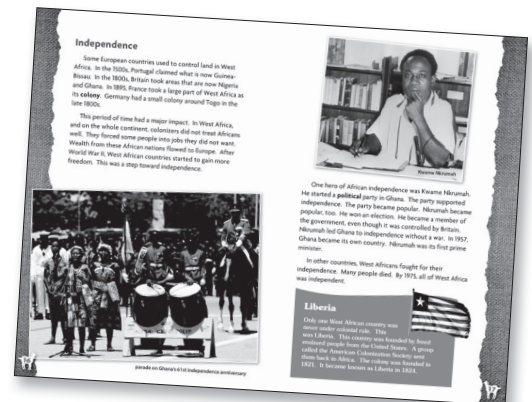 Independence
Some European countries used to control land in West
Africa. In the 1500s, Portugal claimed what is now Guinea-
Bissau. In the 1800s, Britain took areas that are now Nigeria
and Ghana. In 1895, France took a large part of West Africa as
its colony. Germany had a small colony around Togo in the
late 1800s.
This period of time had a major impact. In West Africa,
and on the whole continent, colonizers did not treat Africans
well. They forced some people into jobs they did not want.
Wealth from these African nations flowed to Europe. After
World War II, West African countries started to gain more
freedom. This was a step toward independence.
parade on Ghana's 61st independence anniversary
Kwame Nkrumah
One hero of African independence was Kwame Nkrumah.
He started a political party in Ghana. The party supported
independence. The party became popular. Nkrumah became
popular, too. He won an election. He became a member of
the government, even though it was controlled by Britain.
Nkrumah led Ghana to independence without a war. In 1957,
Ghana became its own country. Nkrumah was its first prime
minister.
In other countries, West Africans fought for their
independence. Many people died. By 1975, all of West Africa
was independent.
Liberia
Only one West African country was
never under colonial rule. This
was Liberia. This country was founded by freed
enslaved people from the United States. A group
called the American Colonization Society sent
them back to Africa. The colony was founded in
1821. It became known as Liberia in 1824.